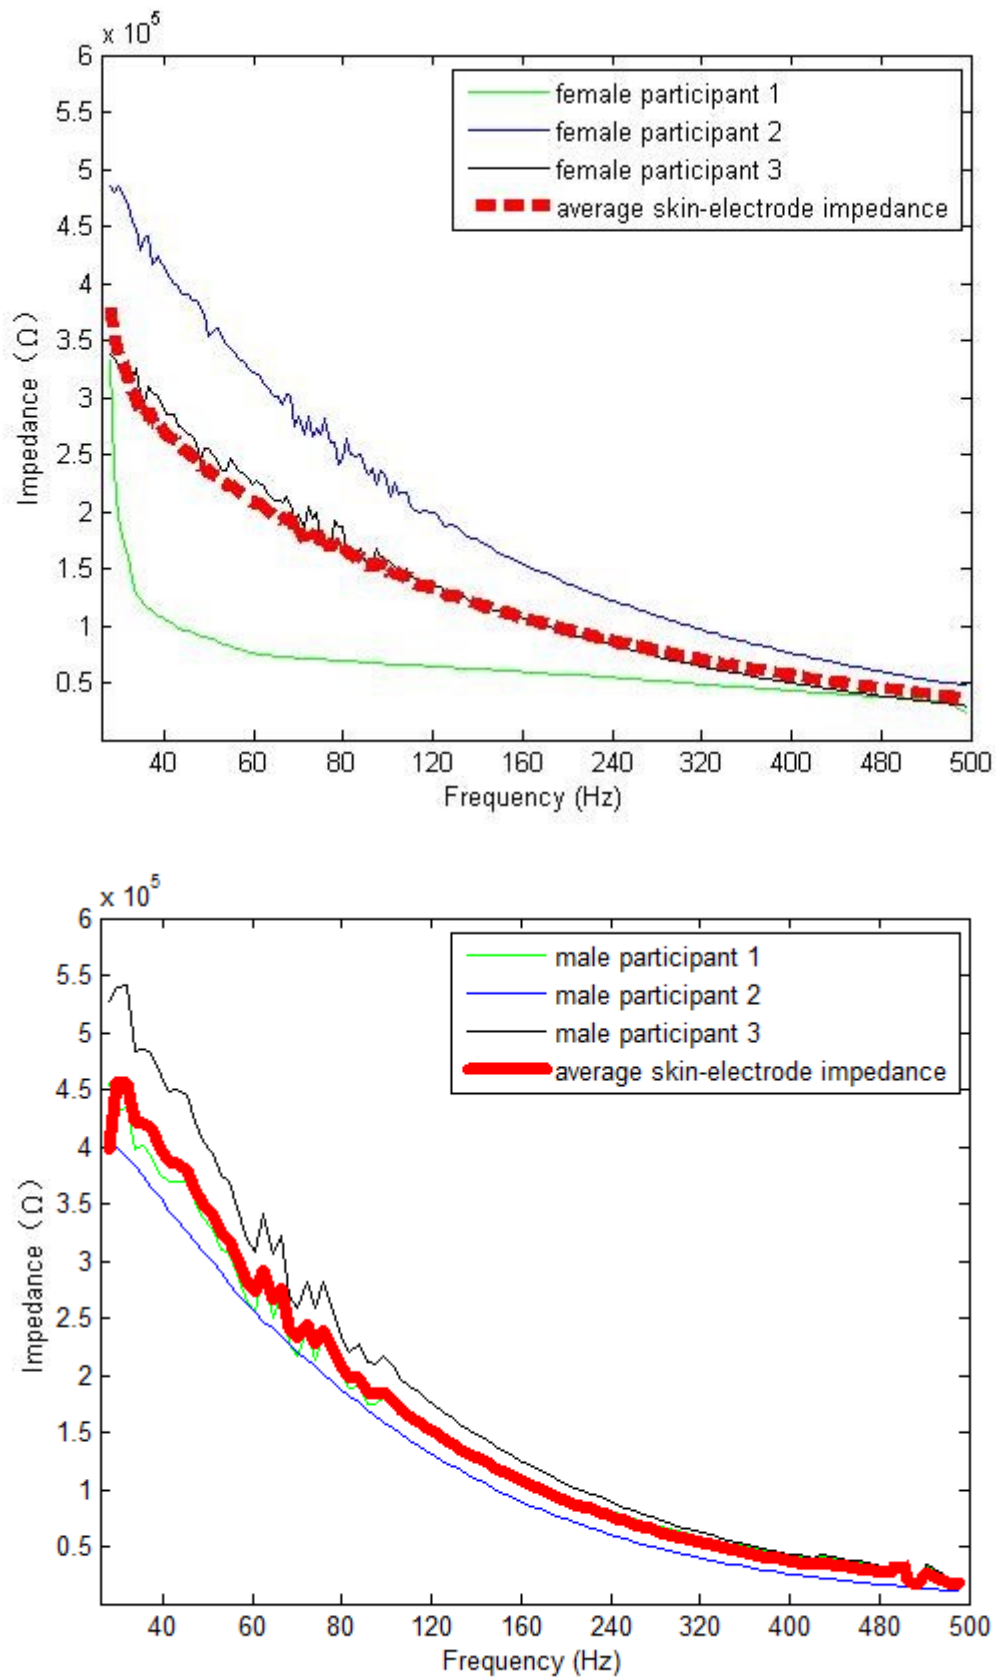 x 10^5
6
5.5
5
4.5
4
3.5
3
2.5
2
1.5
1
0.5
Impedance (Ω)
female participant 1
female participant 2
female participant 3
average skin-electrode impedance
40 60 80 120 160 240 320 400 480 500
Frequency (Hz)
x 10^5
6
5.5
5
4.5
4
3.5
3
2.5
2
1.5
1
0.5
Impedance (Ω)
male participant 1
male participant 2
male participant 3
average skin-electrode impedance
40 60 80 120 160 240 320 400 480 500
Frequency (Hz)